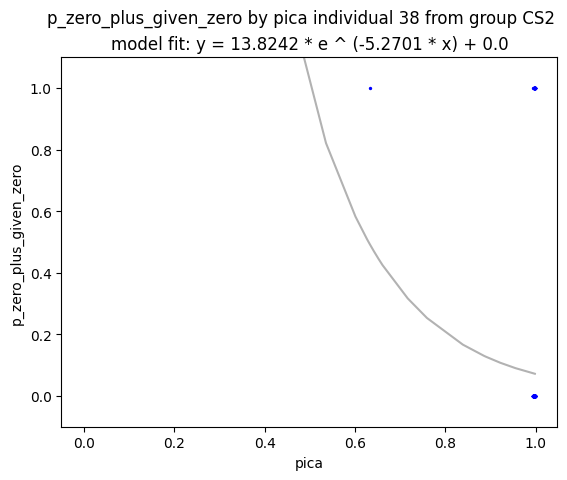 p_zero_plus_given_zero by pica individual 38 from group CS2
model fit: y = 13.8242 * e ^ (-5.2701 * x) + 0.0
1.0
0.8
0.6
0.4
0.2
0.0
p_zero_plus_given_zero
0.0 0.2 0.4 0.6 0.8 1.0
pica